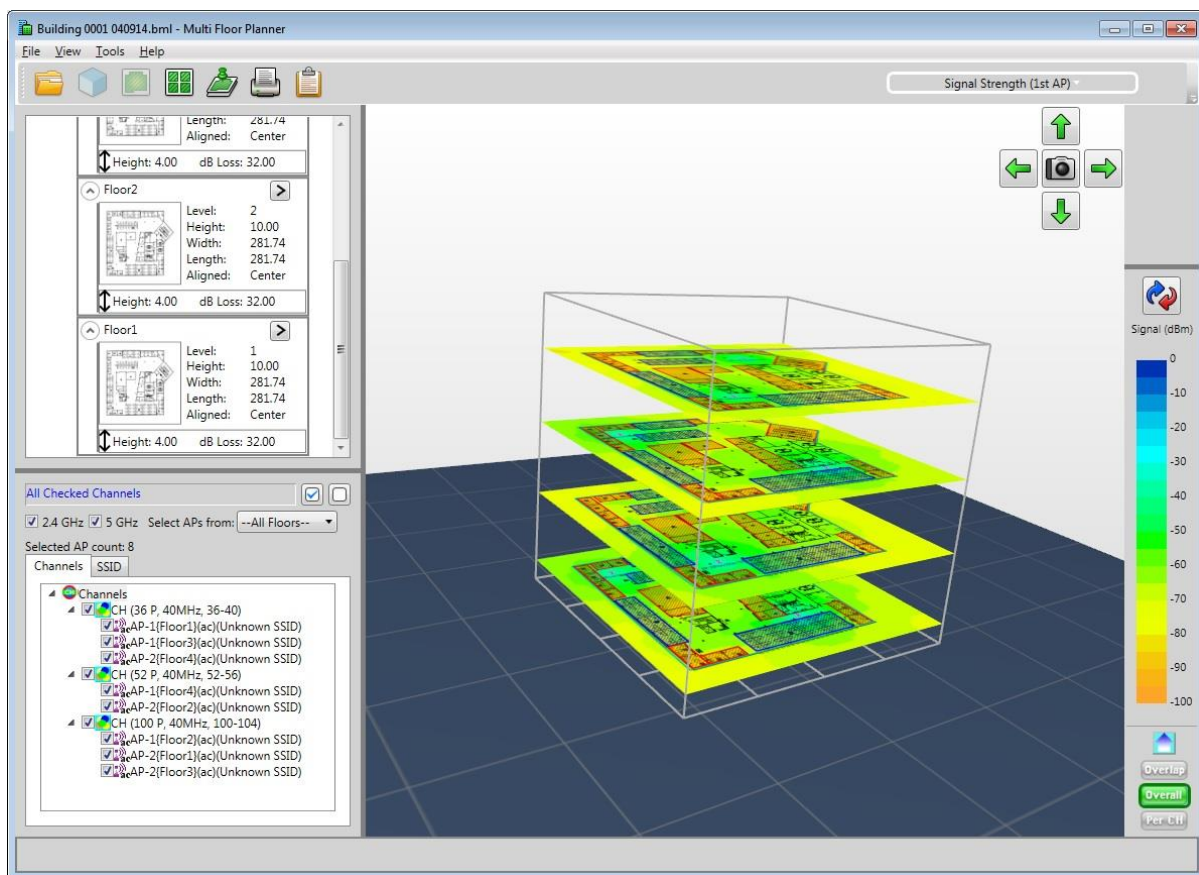 Building 0001 040914.bml - Multi Floor Planner
File View Tools Help
Signal Strength (1st AP)
Length: 281.74
Aligned: Center
Height: 4.00 dB Loss: 32.00
Floor2
Level: 2
Height: 10.00
Width: 281.74
Length: 281.74
Aligned: Center
Height: 4.00 dB Loss: 32.00
Floor1
Level: 1
Height: 10.00
Width: 281.74
Length: 281.74
Aligned: Center
Height: 4.00 dB Loss: 32.00
All Checked Channels
2.4 GHz 5 GHz Select APs from: --All Floors--
Selected AP count: 8
Channels SSID
Channels
CH (36 P, 40MHz, 36-40)
AP-1{Floor1}(ac)(Unknown SSID)
AP-1{Floor3}(ac)(Unknown SSID)
AP-2{Floor4}(ac)(Unknown SSID)
CH (52 P, 40MHz, 52-56)
AP-1{Floor4}(ac)(Unknown SSID)
AP-2{Floor2}(ac)(Unknown SSID)
CH (100 P, 40MHz, 100-104)
AP-1{Floor2}(ac)(Unknown SSID)
AP-2{Floor1}(ac)(Unknown SSID)
AP-2{Floor3}(ac)(Unknown SSID)
Signal (dBm)
0
-10
-20
-30
-40
-50
-60
-70
-80
-90
-100
Overlap
Overall
Per CH